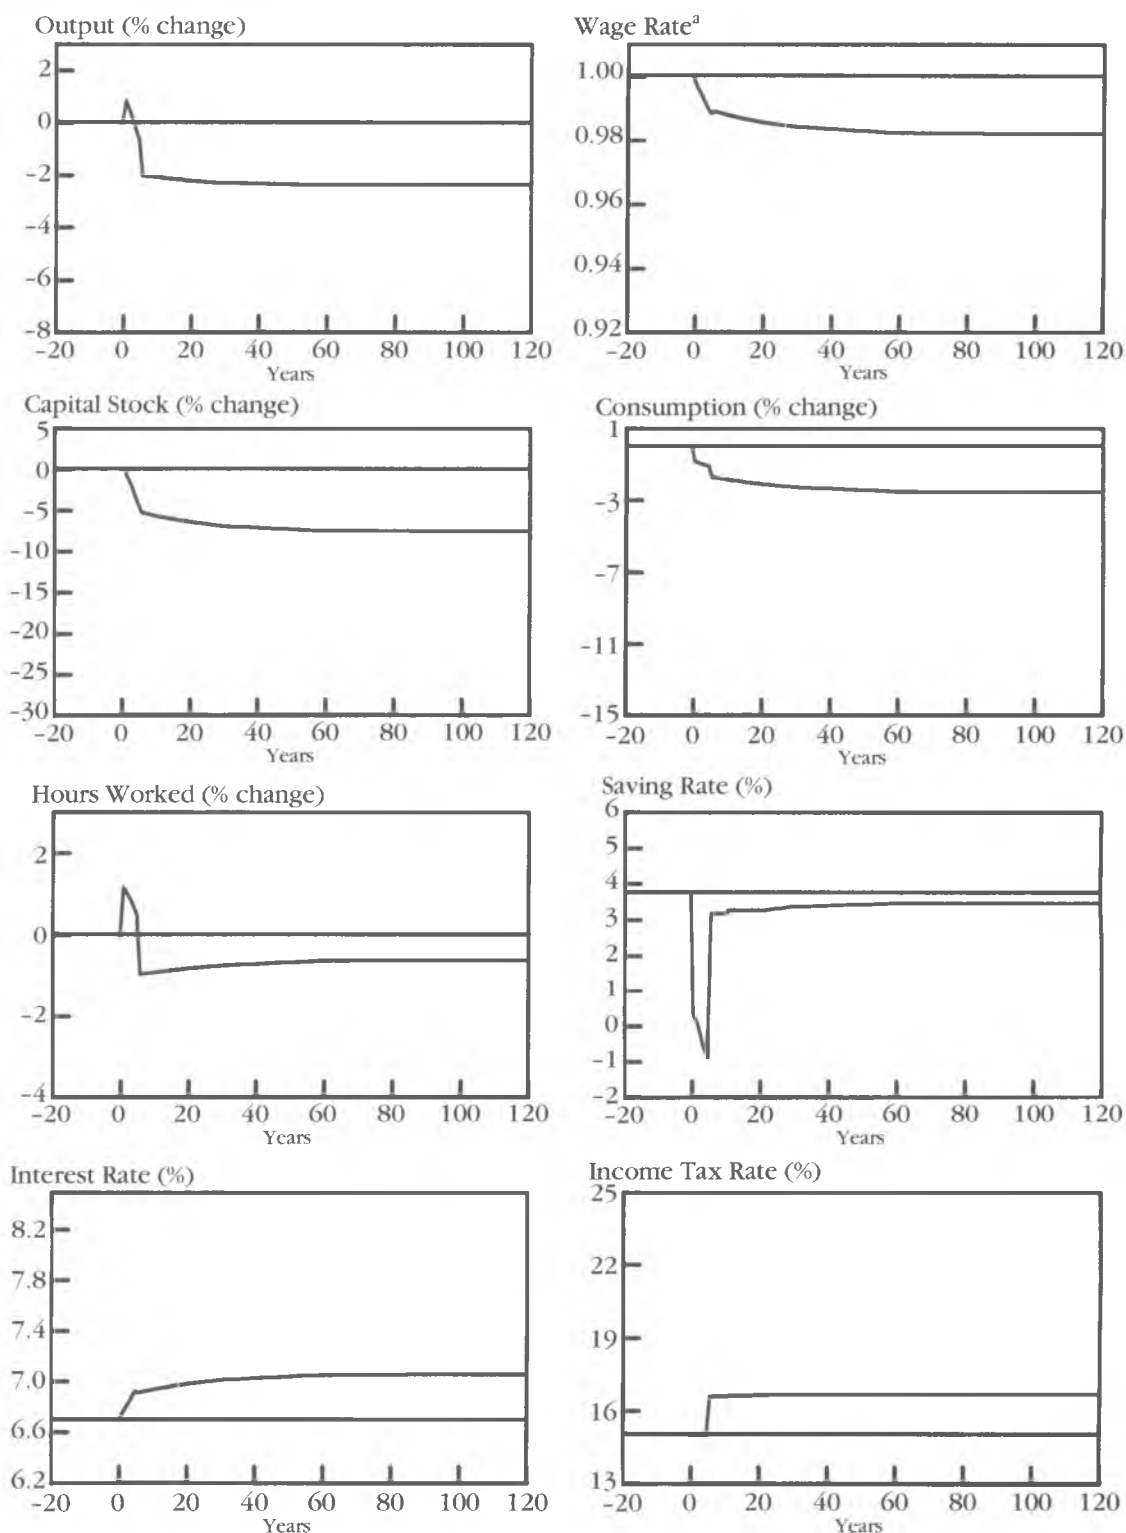 Output (% change)
2
0
-2
-4
-6
-8
-20 0 20 40 60 80 100 120
Years
Wage Rateᵃ
1.00
0.98
0.96
0.94
0.92
-20 0 20 40 60 80 100 120
Years
Capital Stock (% change)
5
0
-5
-10
-15
-20
-25
-30
-20 0 20 40 60 80 100 120
Years
Consumption (% change)
1
-3
-7
-11
-15
-20 0 20 40 60 80 100 120
Years
Hours Worked (% change)
2
0
-2
-4
-20 0 20 40 60 80 100 120
Years
Saving Rate (%)
6
5
4
3
2
1
0
-1
-2
-20 0 20 40 60 80 100 120
Years
Interest Rate (%)
8.2
7.8
7.4
7.0
6.6
6.2
-20 0 20 40 60 80 100 120
Years
Income Tax Rate (%)
25
22
19
16
13
-20 0 20 40 60 80 100 120
Years